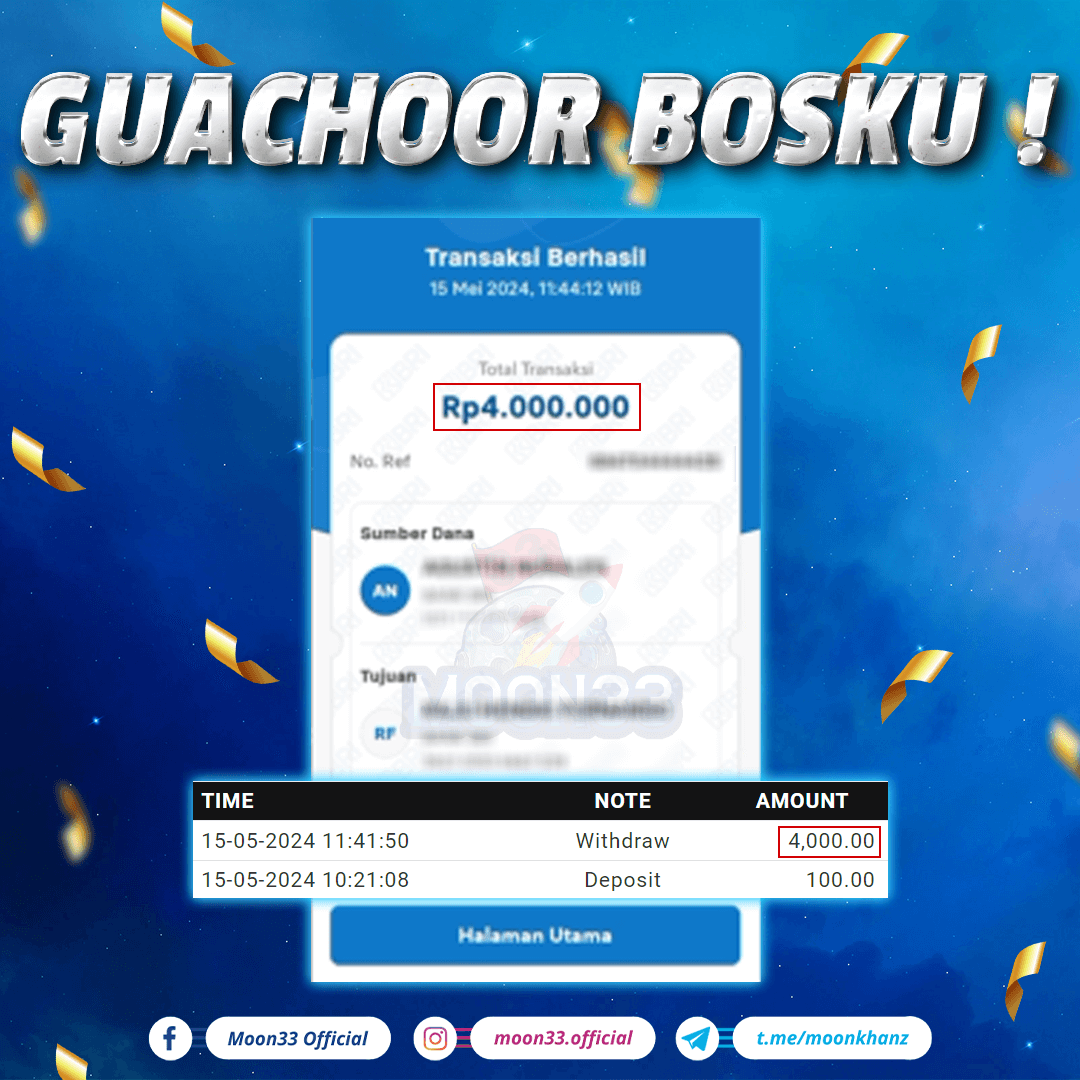 GUACHOOR BOSKU !
Transaksi Berhasil
15 Mei 2024, 11:44:12 WIB
Total Transaksi
Rp4.000.000
No. Ref
Sumber Dana
AN
MOON33
Tujuan
RF
TIME NOTE AMOUNT
15-05-2024 11:41:50 Withdraw 4,000.00
15-05-2024 10:21:08 Deposit 100.00
Halaman Utama
Moon33 Official
moon33.official
t.me/moonkhanz